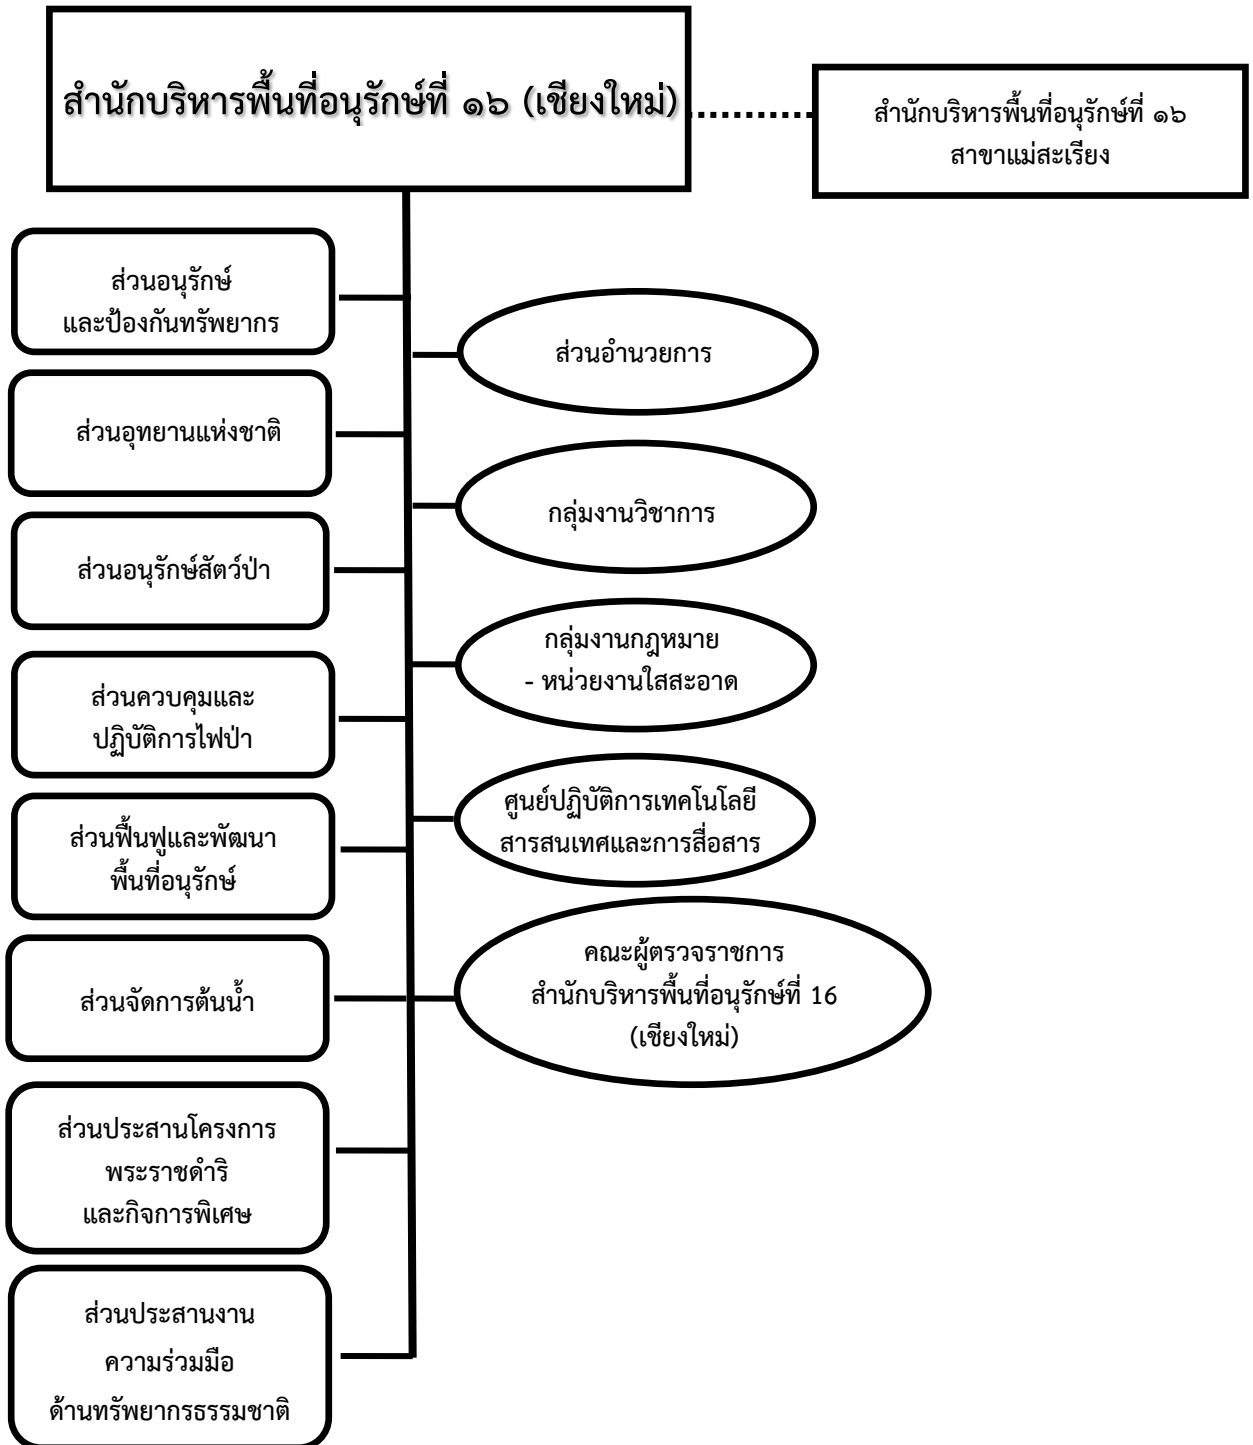 สำนักบริหารพื้นที่อนุรักษ์ที่ ๑๖ (เชียงใหม่)
สำนักบริหารพื้นที่อนุรักษ์ที่ ๑๖
สาขาแม่สะเรียง
ส่วนอนุรักษ์
และป้องกันทรัพยากร
ส่วนอุทยานแห่งชาติ
ส่วนอนุรักษ์สัตว์ป่า
ส่วนควบคุมและ
ปฏิบัติการไฟป่า
ส่วนฟื้นฟูและพัฒนา
พื้นที่อนุรักษ์
ส่วนจัดการต้นน้ำ
ส่วนประสานโครงการ
พระราชดำริ
และกิจการพิเศษ
ส่วนประสานงาน
ความร่วมมือ
ด้านทรัพยากรธรรมชาติ
ส่วนอำนวยการ
กลุ่มงานวิชาการ
กลุ่มงานกฎหมาย
- หน่วยงานใสสะอาด
ศูนย์ปฏิบัติการเทคโนโลยี
สารสนเทศและการสื่อสาร
คณะผู้ตรวจราชการ
สำนักบริหารพื้นที่อนุรักษ์ที่ 16
(เชียงใหม่)